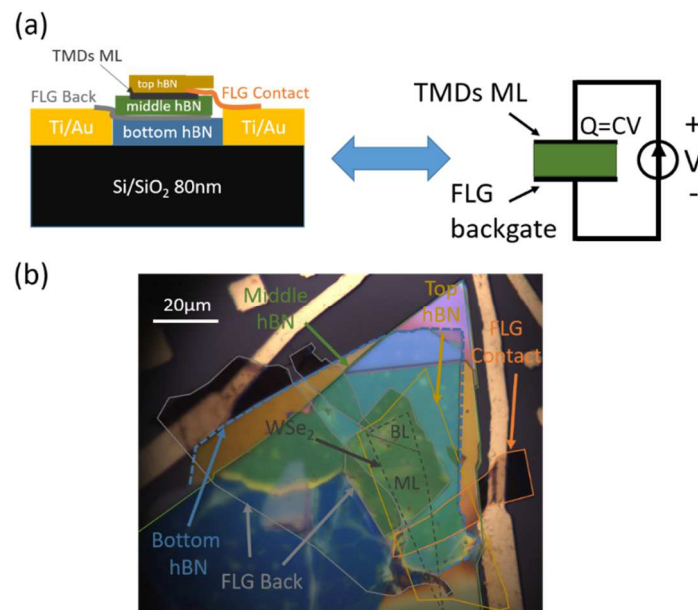 (a)
TMDs ML
top hBN
FLG Back
FLG Contact
middle hBN
Ti/Au
bottom hBN
Ti/Au
Si/SiO₂ 80nm
TMDs ML
Q=CV
+
V
-
FLG
backgate
(b)
20μm
Middle
hBN
Top
hBN
FLG
Contact
WSe₂
BL
ML
Bottom
hBN
FLG Back